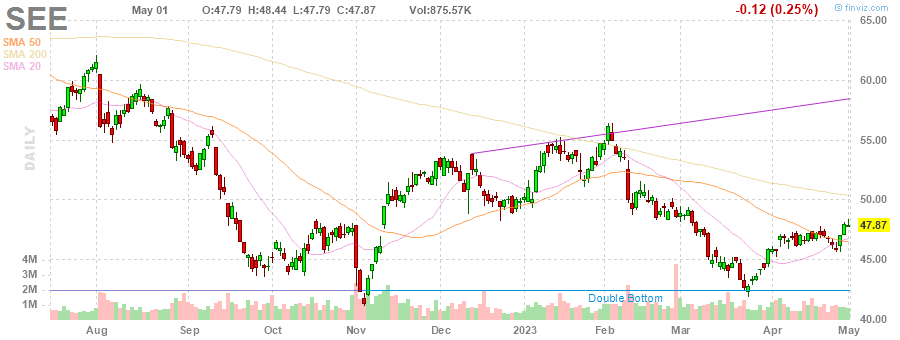 SEE
May 01 O:47.79 H:48.44 L:47.79 C:47.87 Vol:875.57K -0.12 (0.25%)
© finviz.com
SMA 50
SMA 200
SMA 20
DAILY
65.00
60.00
55.00
50.00
47.87
45.00
40.00
4M
3M
2M
1M
Double Bottom
Aug Sep Oct Nov Dec 2023 Feb Mar Apr May